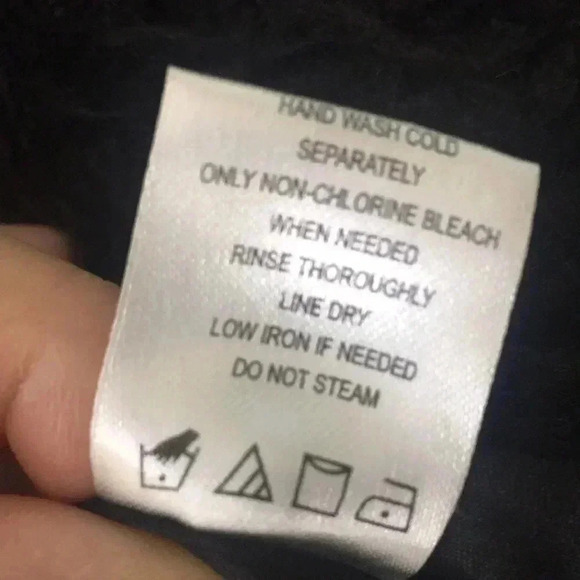 HAND WASH COLD
SEPARATELY
ONLY NON-CHLORINE BLEACH
WHEN NEEDED
RINSE THOROUGHLY
LINE DRY
LOW IRON IF NEEDED
DO NOT STEAM